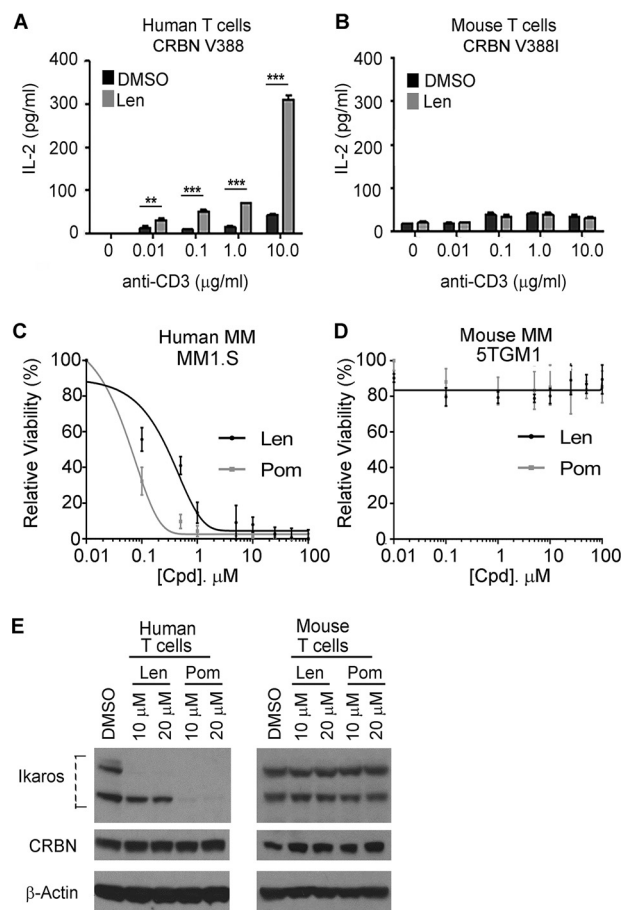 A
Human T cells
CRBN V388
IL-2 (pg/ml)
400
300
200
100
0
DMSO
Len
**
***
***
***
0 0.01 0.1 1.0 10.0
anti-CD3 (μg/ml)
B
Mouse T cells
CRBN V388I
IL-2 (pg/ml)
400
300
200
100
0
DMSO
Len
0 0.01 0.1 1.0 10.0
anti-CD3 (μg/ml)
C
Human MM
MM1.S
Relative Viability (%)
100
80
60
40
20
0
Len
Pom
0.01 0.1 1 10 100
[Cpd]. μM
D
Mouse MM
5TGM1
Relative Viability (%)
100
80
60
40
20
0
Len
Pom
0.01 0.1 1 10 100
[Cpd]. μM
E
Human
T cells
Len Pom
DMSO
10 μM
20 μM
10 μM
20 μM
Mouse
T cells
Len Pom
DMSO
10 μM
20 μM
10 μM
20 μM
Ikaros
CRBN
β-Actin